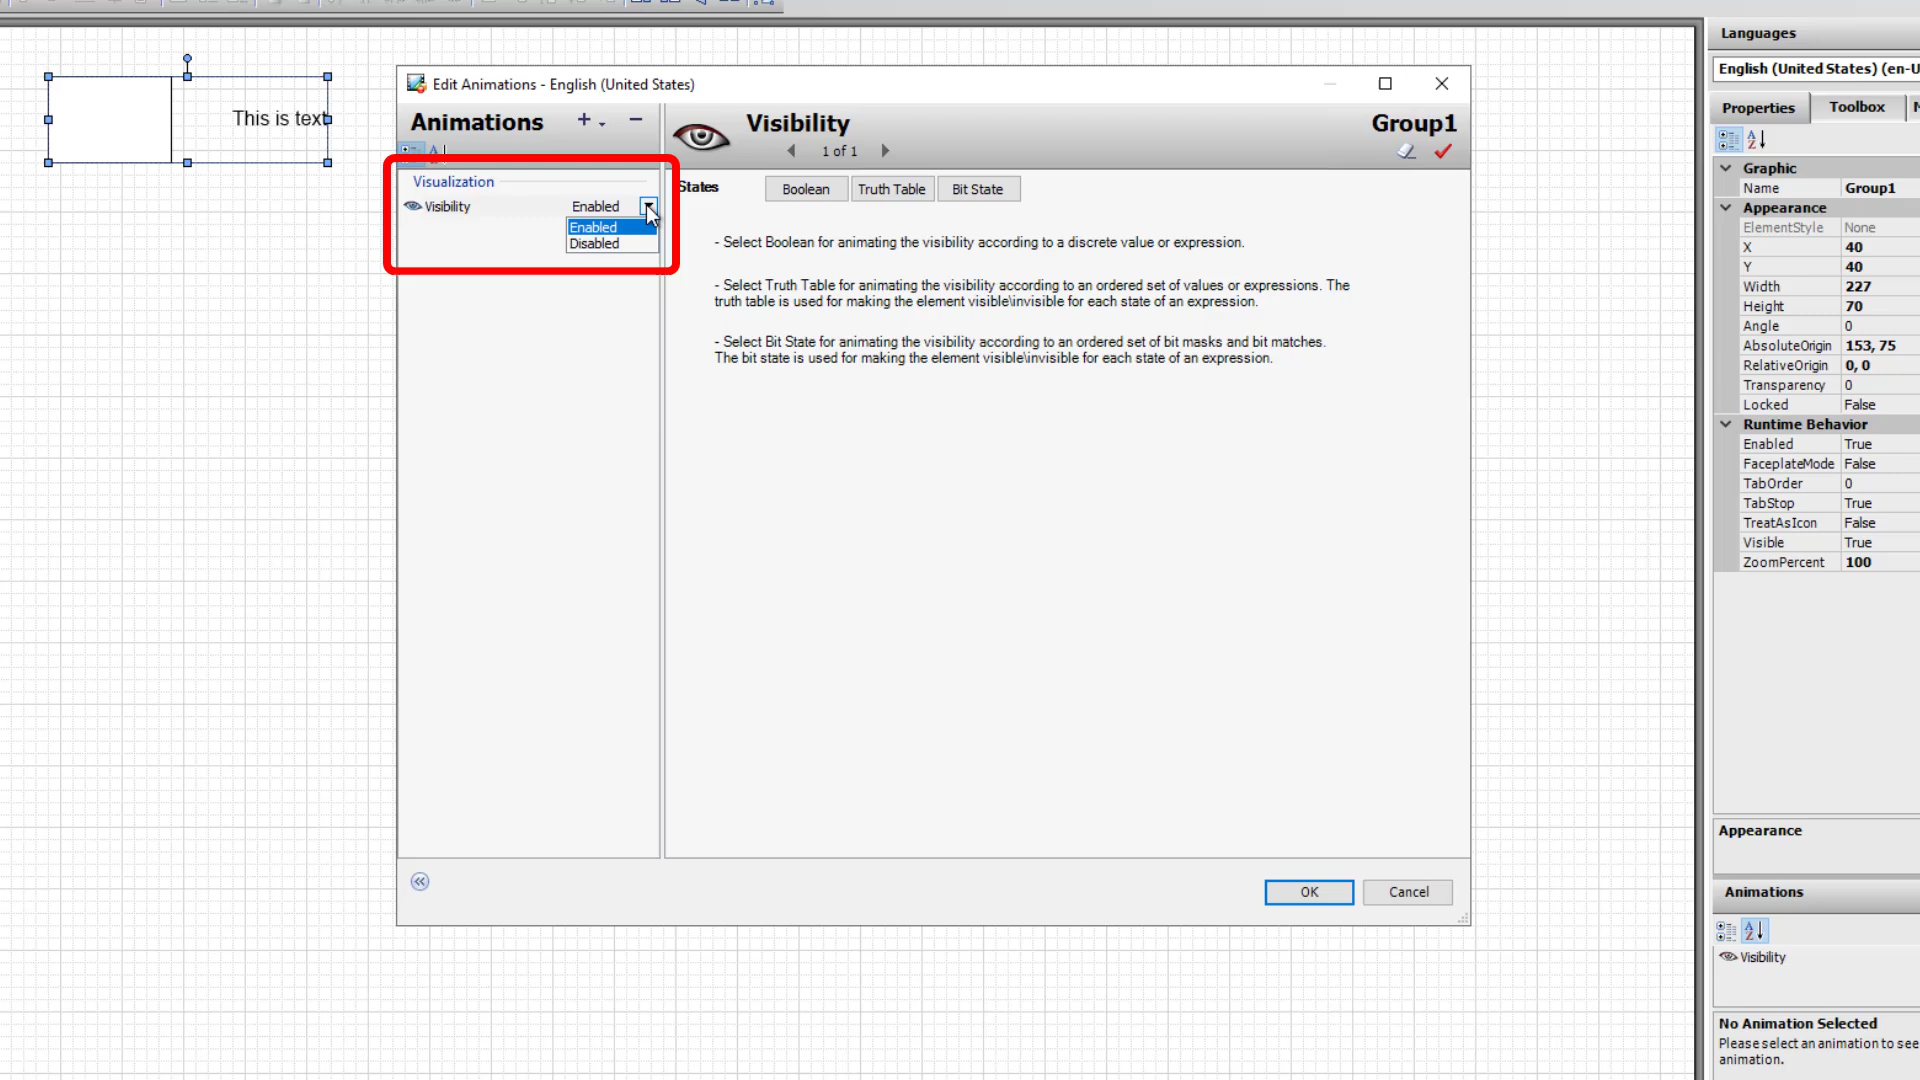 This is text
Edit Animations - English (United States)
Animations
Visualization
Visibility Enabled
Enabled
Disabled
Visibility
1 of 1
Group1
States
Boolean
Truth Table
Bit State
- Select Boolean for animating the visibility according to a discrete value or expression.
- Select Truth Table for animating the visibility according to an ordered set of values or expressions. The
truth table is used for making the element visible\invisible for each state of an expression.
- Select Bit State for animating the visibility according to an ordered set of bit masks and bit matches.
The bit state is used for making the element visible\invisible for each state of an expression.
OK
Cancel
Languages
English (United States) (en-U
Properties
Toolbox
Graphic
Name Group1
Appearance
ElementStyle None
X 40
Y 40
Width 227
Height 70
Angle 0
AbsoluteOrigin 153, 75
RelativeOrigin 0, 0
Transparency 0
Locked False
Runtime Behavior
Enabled True
FaceplateMode False
TabOrder 0
TabStop True
TreatAsIcon False
Visible True
ZoomPercent 100
Appearance
Animations
Visibility
No Animation Selected
Please select an animation to see
animation.